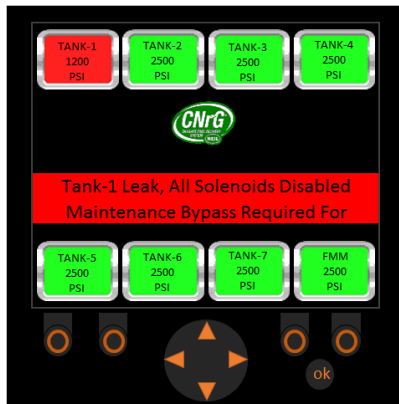 TANK-1
1200
PSI
TANK-2
2500
PSI
TANK-3
2500
PSI
TANK-4
2500
PSI
CNrG
Tank-1 Leak, All Solenoids Disabled
Maintenance Bypass Required For
TANK-5
2500
PSI
TANK-6
2500
PSI
TANK-7
2500
PSI
FMM
2500
PSI
ok